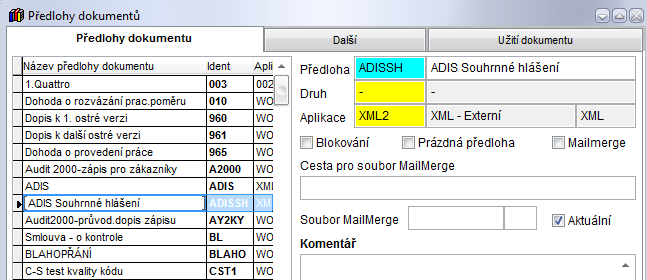 Předlohy dokumentů
Předlohy dokumentu Další Užití dokumentu
Název předlohy dokumentu Ident Apli
1.Quattro 003 002
Dohoda o rozvázání prac.poměru 010 WO
Dopis k 1. ostré verzi 960 WO
Dopis k další ostré verzi 961 WO
Dohoda o provedení práce 965 WO
Audit 2000-zápis pro zákazníky A2000 WO
ADIS ADIS XML
ADIS Souhrnné hlášení ADISSH XM
Audit2000-průvod.dopis zápisu AY2KY WO
Smlouva - o kontrole BL WO
BLAHOPŘÁNÍ BLAHO WO
C-S test kvality kódu CST1 WO
Předloha ADISSH ADIS Souhrnné hlášení
Druh - -
Aplikace XML2 XML - Externí XML
Blokování Prázdná předloha Mailmerge
Cesta pro soubor MailMerge
Soubor MailMerge Aktuální
Komentář